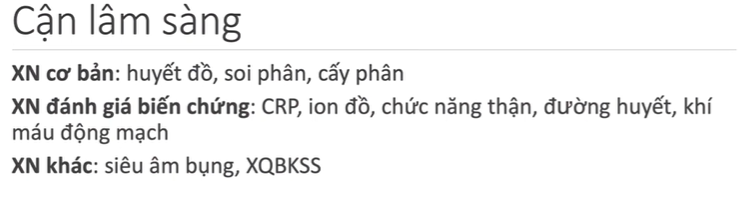 Cận lâm sàng
XN cơ bản: huyết đồ, soi phân, cấy phân
XN đánh giá biến chứng: CRP, ion đồ, chức năng thận, đường huyết, khí
máu động mạch
XN khác: siêu âm bụng, XQBKSS